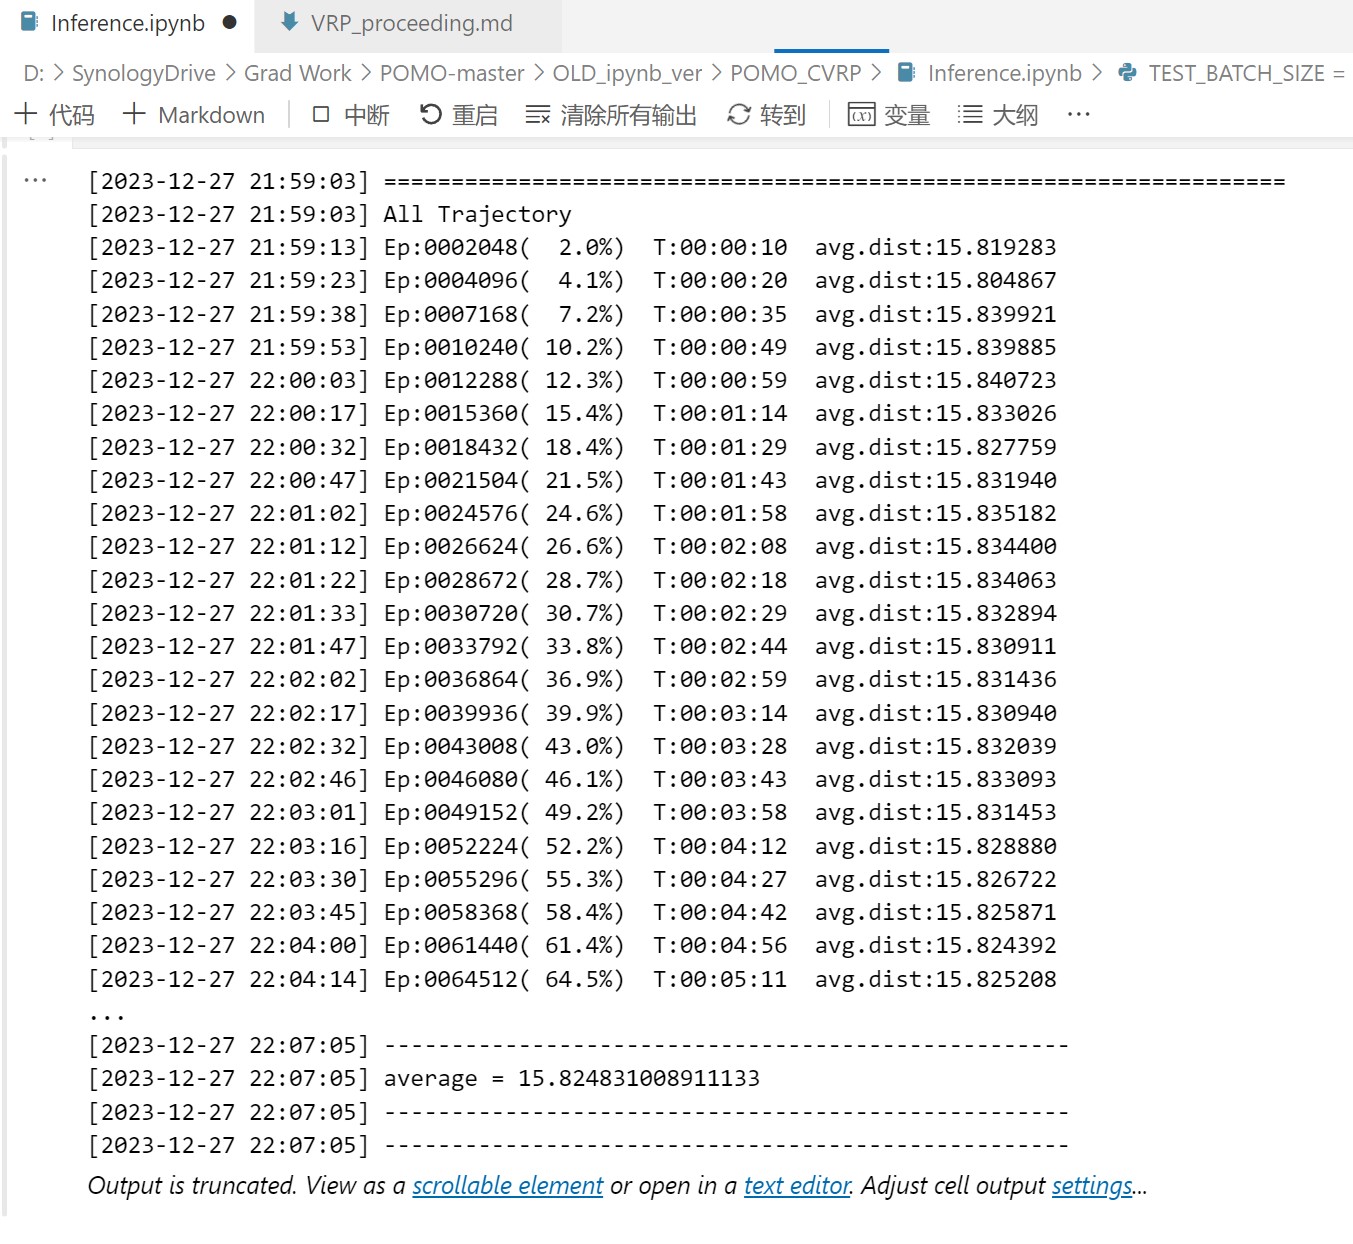 Inference.ipynb ● VRP_proceeding.md
D: > SynologyDrive > Grad Work > POMO-master > OLD_ipynb_ver > POMO_CVRP > Inference.ipynb > TEST_BATCH_SIZE =
+ 代码 + Markdown | 中断 重启 清除所有输出 转到 | 变量 大纲 ...
... [2023-12-27 21:59:03] ===================================================================
[2023-12-27 21:59:03] All Trajectory
[2023-12-27 21:59:13] Ep:0002048(  2.0%)  T:00:00:10  avg.dist:15.819283
[2023-12-27 21:59:23] Ep:0004096(  4.1%)  T:00:00:20  avg.dist:15.804867
[2023-12-27 21:59:38] Ep:0007168(  7.2%)  T:00:00:35  avg.dist:15.839921
[2023-12-27 21:59:53] Ep:0010240( 10.2%)  T:00:00:49  avg.dist:15.839885
[2023-12-27 22:00:03] Ep:0012288( 12.3%)  T:00:00:59  avg.dist:15.840723
[2023-12-27 22:00:17] Ep:0015360( 15.4%)  T:00:01:14  avg.dist:15.833026
[2023-12-27 22:00:32] Ep:0018432( 18.4%)  T:00:01:29  avg.dist:15.827759
[2023-12-27 22:00:47] Ep:0021504( 21.5%)  T:00:01:43  avg.dist:15.831940
[2023-12-27 22:01:02] Ep:0024576( 24.6%)  T:00:01:58  avg.dist:15.835182
[2023-12-27 22:01:12] Ep:0026624( 26.6%)  T:00:02:08  avg.dist:15.834400
[2023-12-27 22:01:22] Ep:0028672( 28.7%)  T:00:02:18  avg.dist:15.834063
[2023-12-27 22:01:33] Ep:0030720( 30.7%)  T:00:02:29  avg.dist:15.832894
[2023-12-27 22:01:47] Ep:0033792( 33.8%)  T:00:02:44  avg.dist:15.830911
[2023-12-27 22:02:02] Ep:0036864( 36.9%)  T:00:02:59  avg.dist:15.831436
[2023-12-27 22:02:17] Ep:0039936( 39.9%)  T:00:03:14  avg.dist:15.830940
[2023-12-27 22:02:32] Ep:0043008( 43.0%)  T:00:03:28  avg.dist:15.832039
[2023-12-27 22:02:46] Ep:0046080( 46.1%)  T:00:03:43  avg.dist:15.833093
[2023-12-27 22:03:01] Ep:0049152( 49.2%)  T:00:03:58  avg.dist:15.831453
[2023-12-27 22:03:16] Ep:0052224( 52.2%)  T:00:04:12  avg.dist:15.828880
[2023-12-27 22:03:30] Ep:0055296( 55.3%)  T:00:04:27  avg.dist:15.826722
[2023-12-27 22:03:45] Ep:0058368( 58.4%)  T:00:04:42  avg.dist:15.825871
[2023-12-27 22:04:00] Ep:0061440( 61.4%)  T:00:04:56  avg.dist:15.824392
[2023-12-27 22:04:14] Ep:0064512( 64.5%)  T:00:05:11  avg.dist:15.825208
...
[2023-12-27 22:07:05] ---------------------------------------------------
[2023-12-27 22:07:05] average = 15.824831008911133
[2023-12-27 22:07:05] ---------------------------------------------------
[2023-12-27 22:07:05] ---------------------------------------------------
Output is truncated. View as a scrollable element or open in a text editor. Adjust cell output settings...